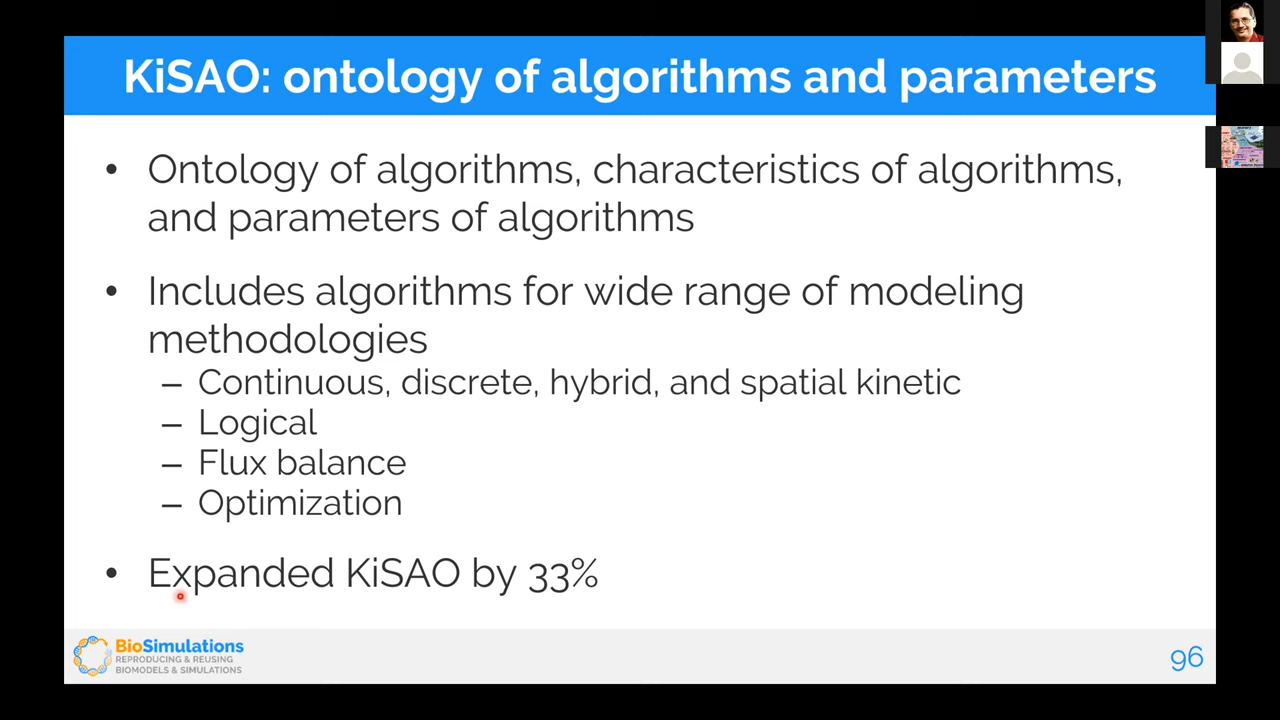 KiSAO: ontology of algorithms and parameters
• Ontology of algorithms, characteristics of algorithms,
and parameters of algorithms
• Includes algorithms for wide range of modeling
methodologies
– Continuous, discrete, hybrid, and spatial kinetic
– Logical
– Flux balance
– Optimization
• Expanded KiSAO by 33%
BioSimulations
REPRODUCING & REUSING
BIOMODELS & SIMULATIONS
96